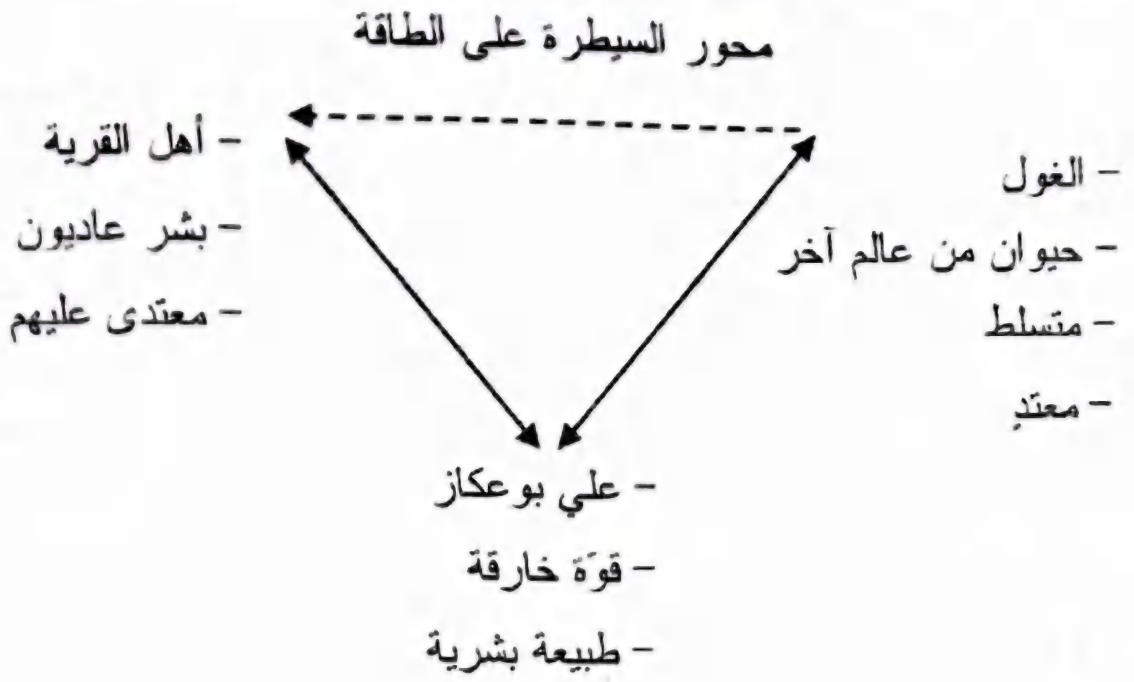 محور السيطرة على الطاقة
- الغول
- حيوان من عالم آخر
- متسلط
- معتدٍ
- أهل القرية
- بشر عاديون
- معتدى عليهم
- علي بوعكاز
- قوّة خارقة
- طبيعة بشرية